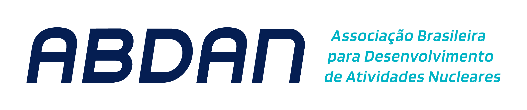 ABDAN
Associação Brasileira
para Desenvolvimento
de Atividades Nucleares